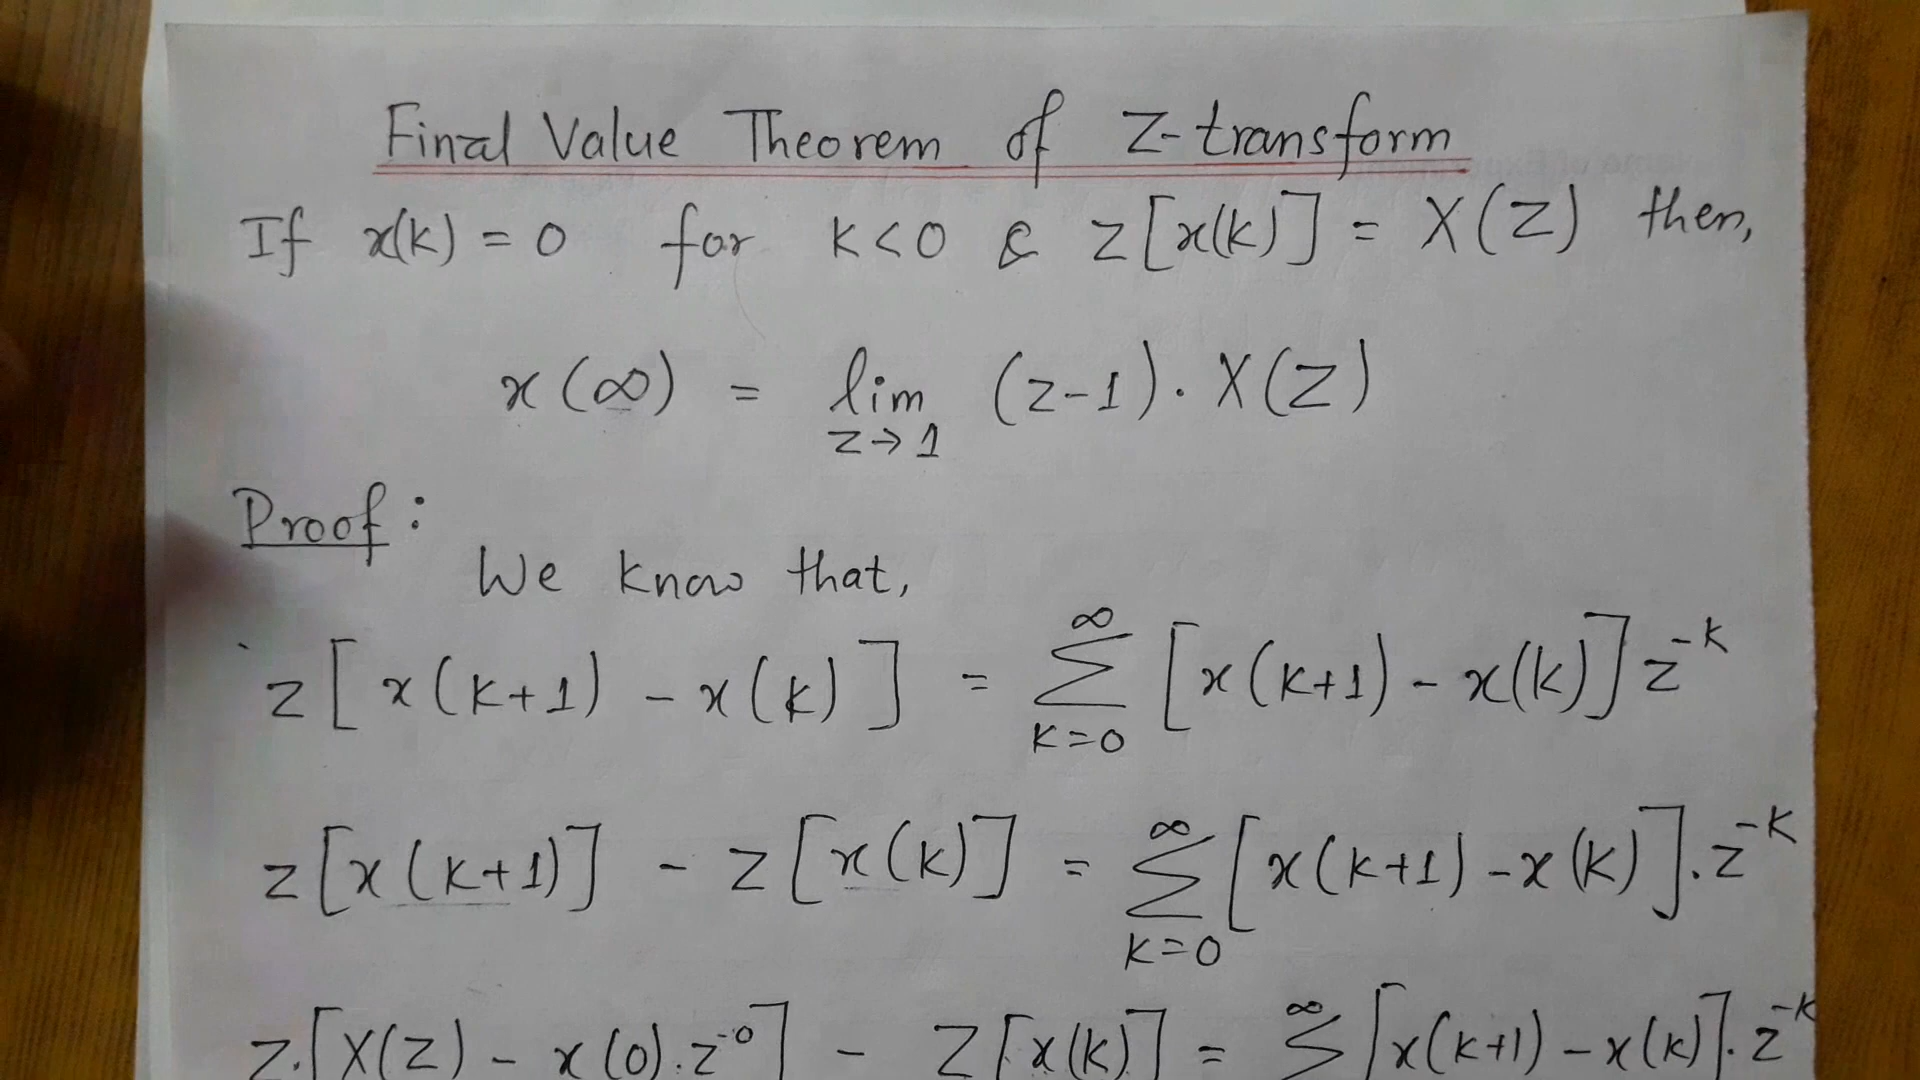 Final Value Theorem of Z-transform
If x(k) = 0 for k<0 & z[x(k)] = X(Z) then,
x(∞) = lim (z-1). X(Z)
z→1
Proof:
We know that,
z[x(k+1) - x(k)] = ∞∑k=0 [x(k+1) - x(k)] z^-k
z[x(k+1)] - z[x(k)] = ∞∑k=0 [x(k+1) - x(k)]. z^-k
z.[X(Z) - x(0).z^-0] - Z[x(k)] = ∞∑ [x(k+1) - x(k)]. z^-k